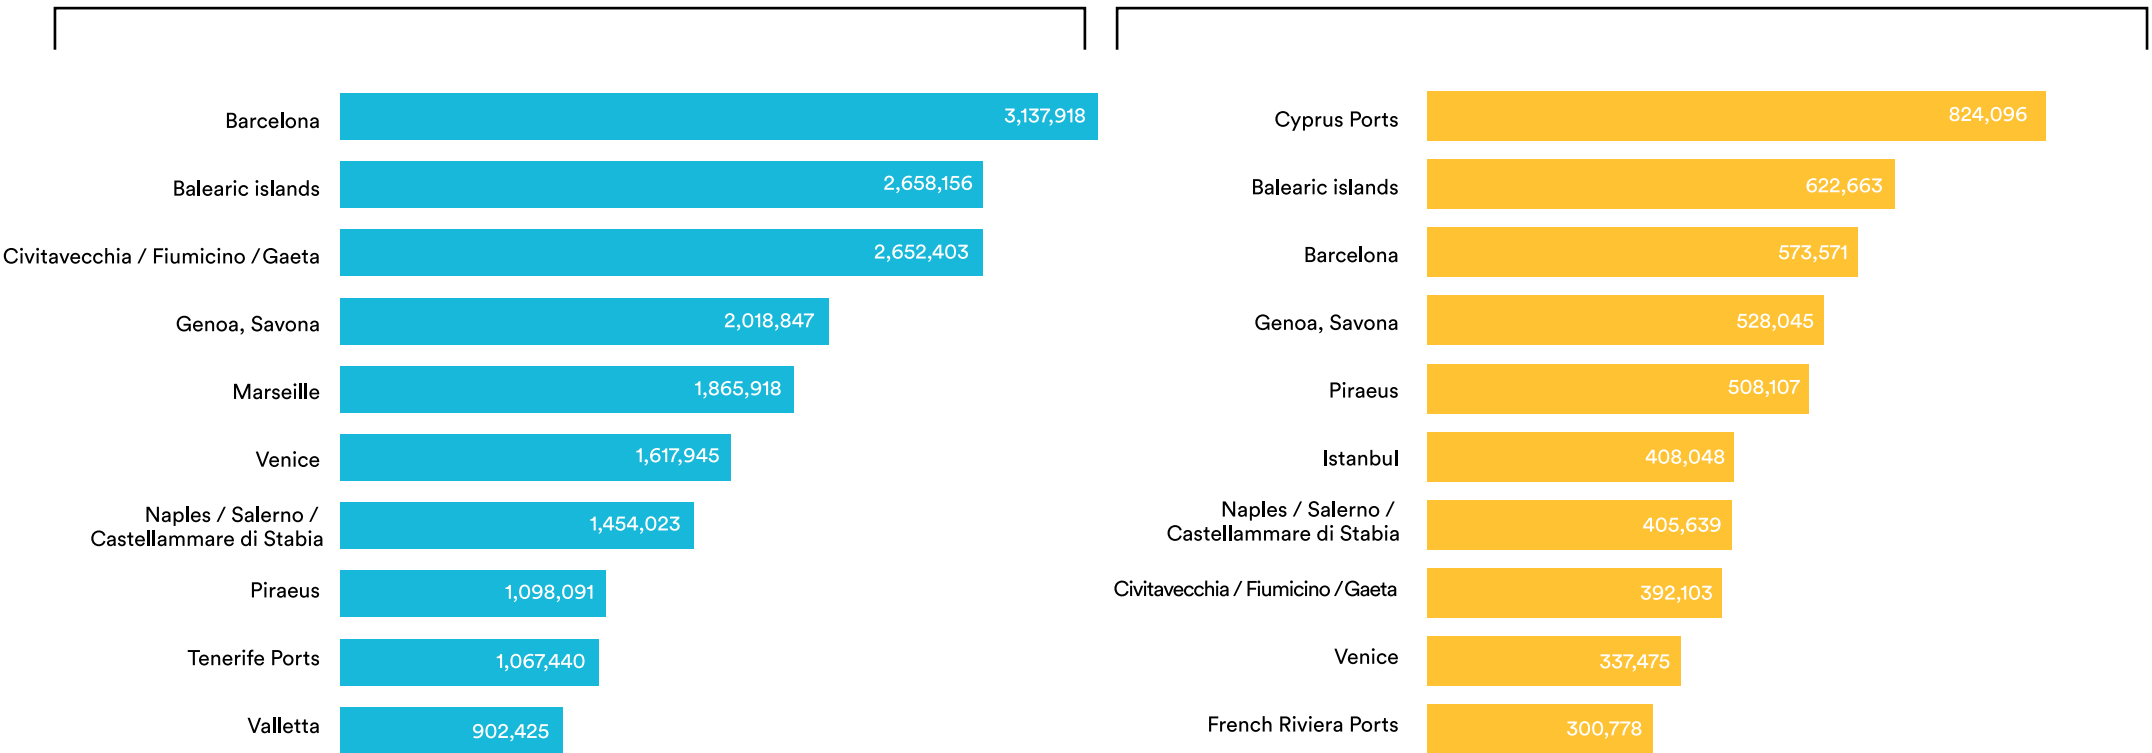 Barcelona 3,137,918
Balearic islands 2,658,156
Civitavecchia / Fiumicino / Gaeta 2,652,403
Genoa, Savona 2,018,847
Marseille 1,865,918
Venice 1,617,945
Naples / Salerno /
Castellammare di Stabia 1,454,023
Piraeus 1,098,091
Tenerife Ports 1,067,440
Valletta 902,425
Cyprus Ports 824,096
Balearic islands 622,663
Barcelona 573,571
Genoa, Savona 528,045
Piraeus 508,107
Istanbul 408,048
Naples / Salerno /
Castellammare di Stabia 405,639
Civitavecchia / Fiumicino / Gaeta 392,103
Venice 337,475
French Riviera Ports 300,778